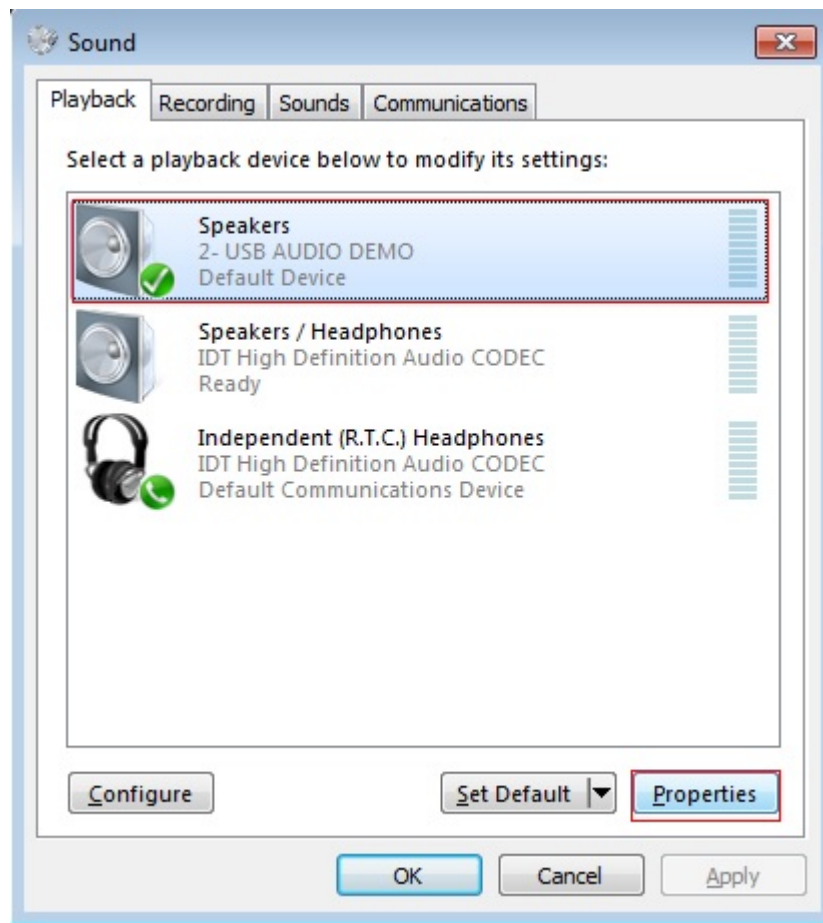 Sound
Playback Recording Sounds Communications
Select a playback device below to modify its settings:
Speakers
2- USB AUDIO DEMO
Default Device
Speakers / Headphones
IDT High Definition Audio CODEC
Ready
Independent (R.T.C.) Headphones
IDT High Definition Audio CODEC
Default Communications Device
Configure Set Default Properties
OK Cancel Apply